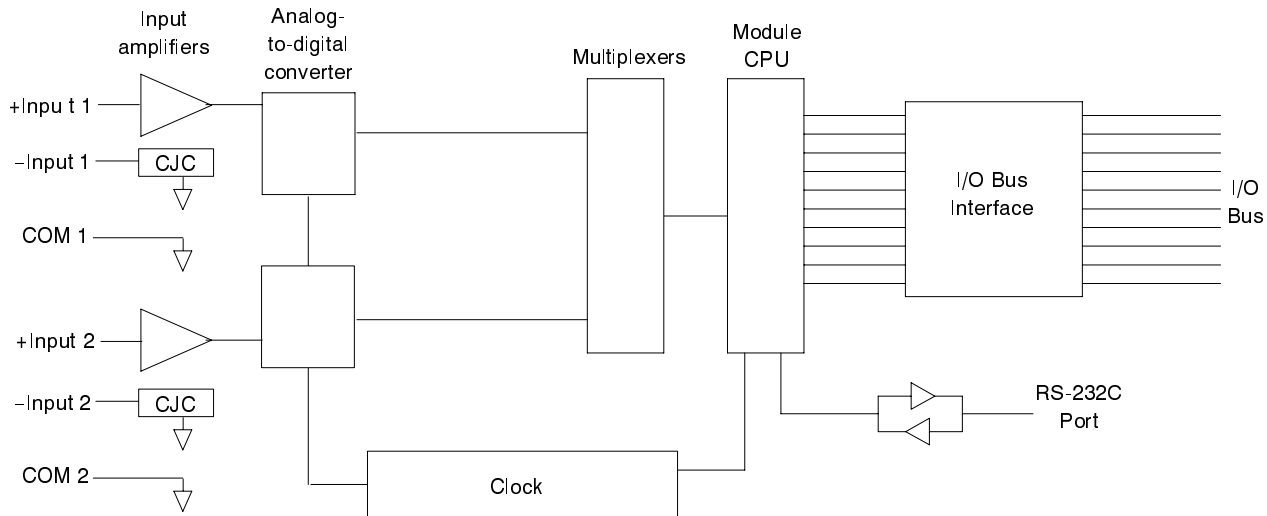 Input
amplifiers
Analog-
to-digital
converter
Multiplexers
Module
CPU
+Inpu t 1
–Input 1
CJC
COM 1
+Input 2
–Input 2
CJC
COM 2
Clock
I/O Bus
Interface
I/O
Bus
RS-232C
Port